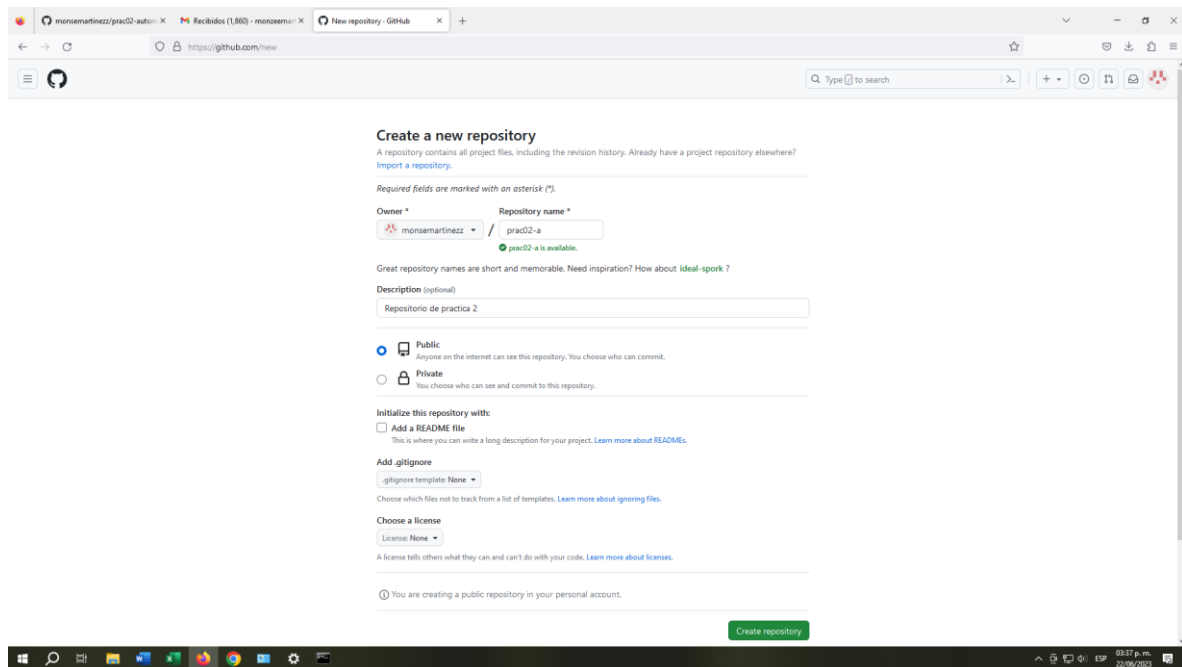 monsemartinezz/prac02-autom
Recibidos (1,860) - monzeemart
New repository · GitHub
https://github.com/new
Type / to search
Create a new repository
A repository contains all project files, including the revision history. Already have a project repository elsewhere?
Import a repository.
Required fields are marked with an asterisk (*).
Owner * Repository name *
monsemartinezz / prac02-a
prac02-a is available.
Great repository names are short and memorable. Need inspiration? How about ideal-spork ?
Description (optional)
Repositorio de practica 2
Public
Anyone on the internet can see this repository. You choose who can commit.
Private
You choose who can see and commit to this repository.
Initialize this repository with:
Add a README file
This is where you can write a long description for your project. Learn more about READMEs.
Add .gitignore
.gitignore template: None
Choose which files not to track from a list of templates. Learn more about ignoring files.
Choose a license
License: None
A license tells others what they can and can't do with your code. Learn more about licenses.
You are creating a public repository in your personal account.
Create repository
ESP
03:37 p. m.
22/06/2023